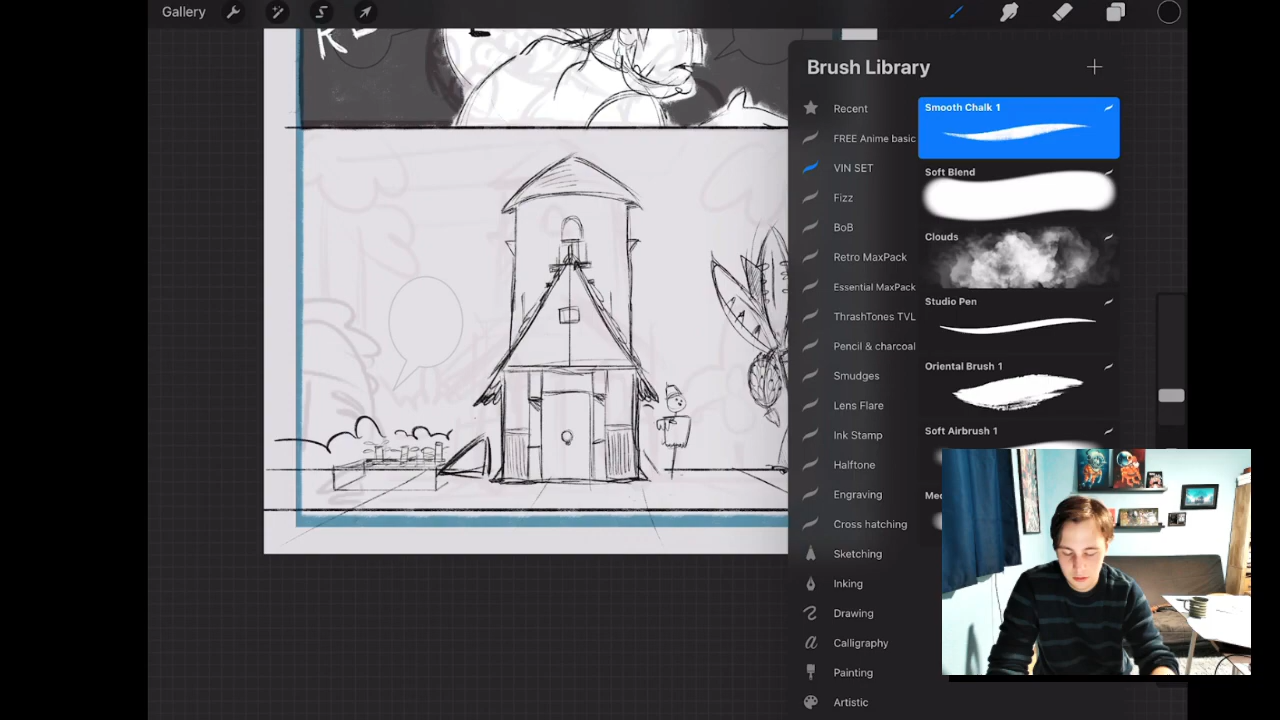 Gallery
RE
Brush Library
Recent
FREE Anime basic
VIN SET
Fizz
BoB
Retro MaxPack
Essential MaxPack
ThrashTones TVL
Pencil & charcoal
Smudges
Lens Flare
Ink Stamp
Halftone
Engraving
Cross hatching
Sketching
Inking
Drawing
Calligraphy
Painting
Artistic
Smooth Chalk 1
Soft Blend
Clouds
Studio Pen
Oriental Brush 1
Soft Airbrush 1